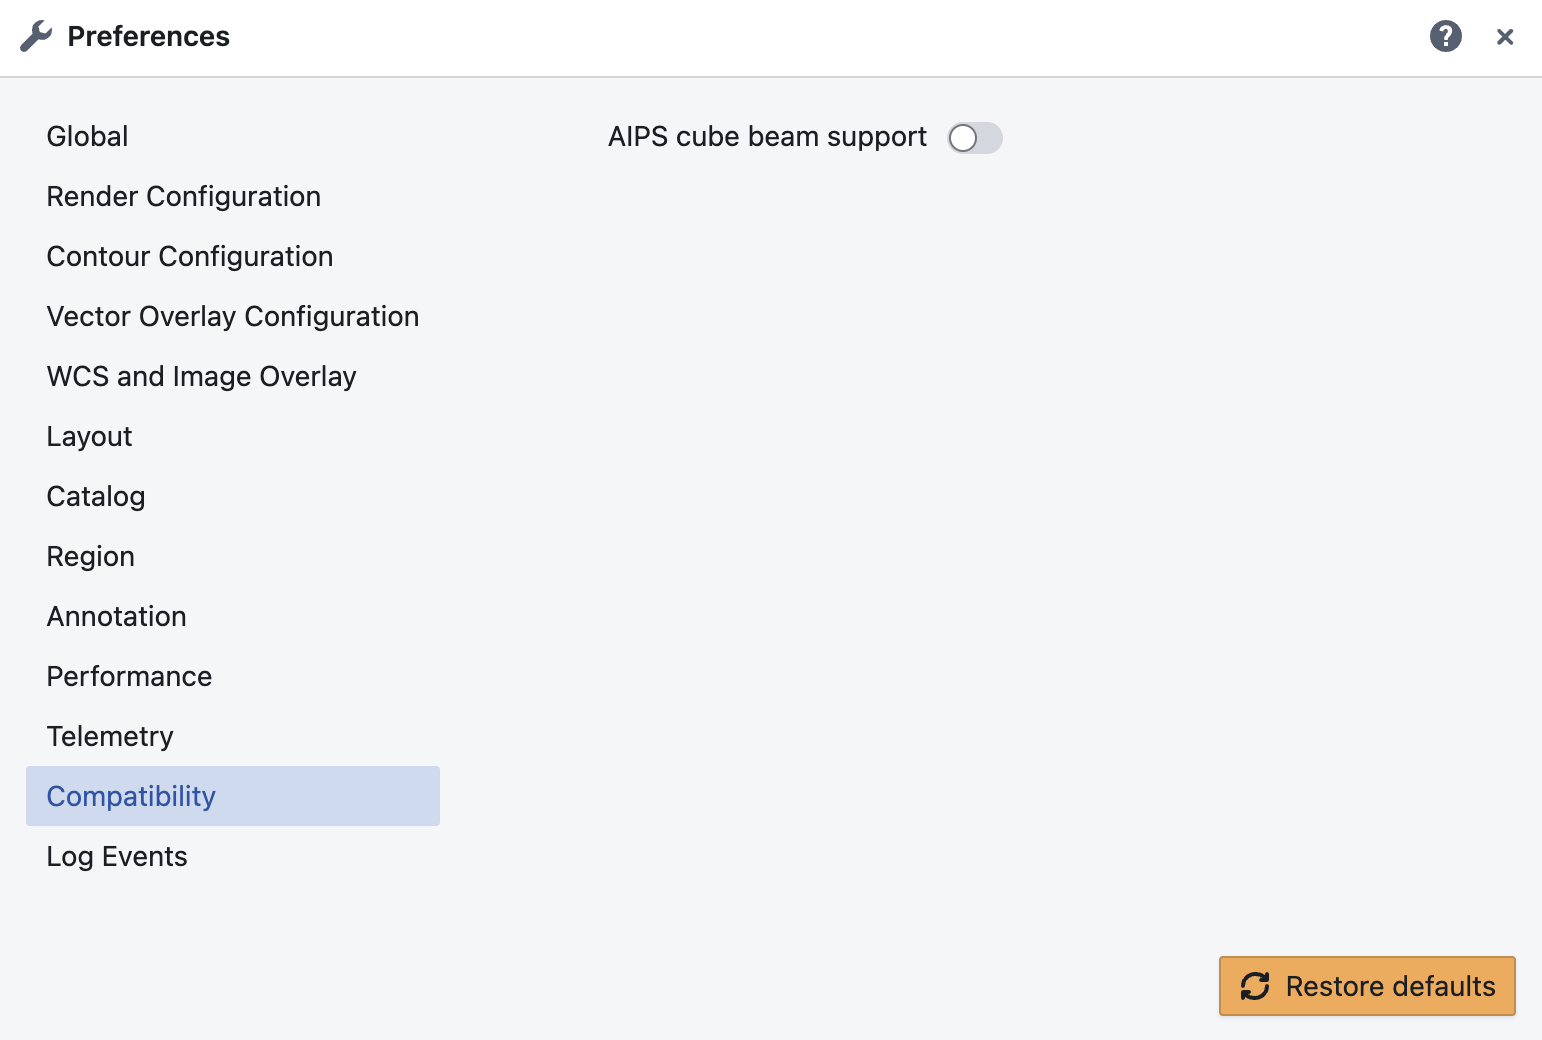 Preferences
Global
AIPS cube beam support
Render Configuration
Contour Configuration
Vector Overlay Configuration
WCS and Image Overlay
Layout
Catalog
Region
Annotation
Performance
Telemetry
Compatibility
Log Events
Restore defaults